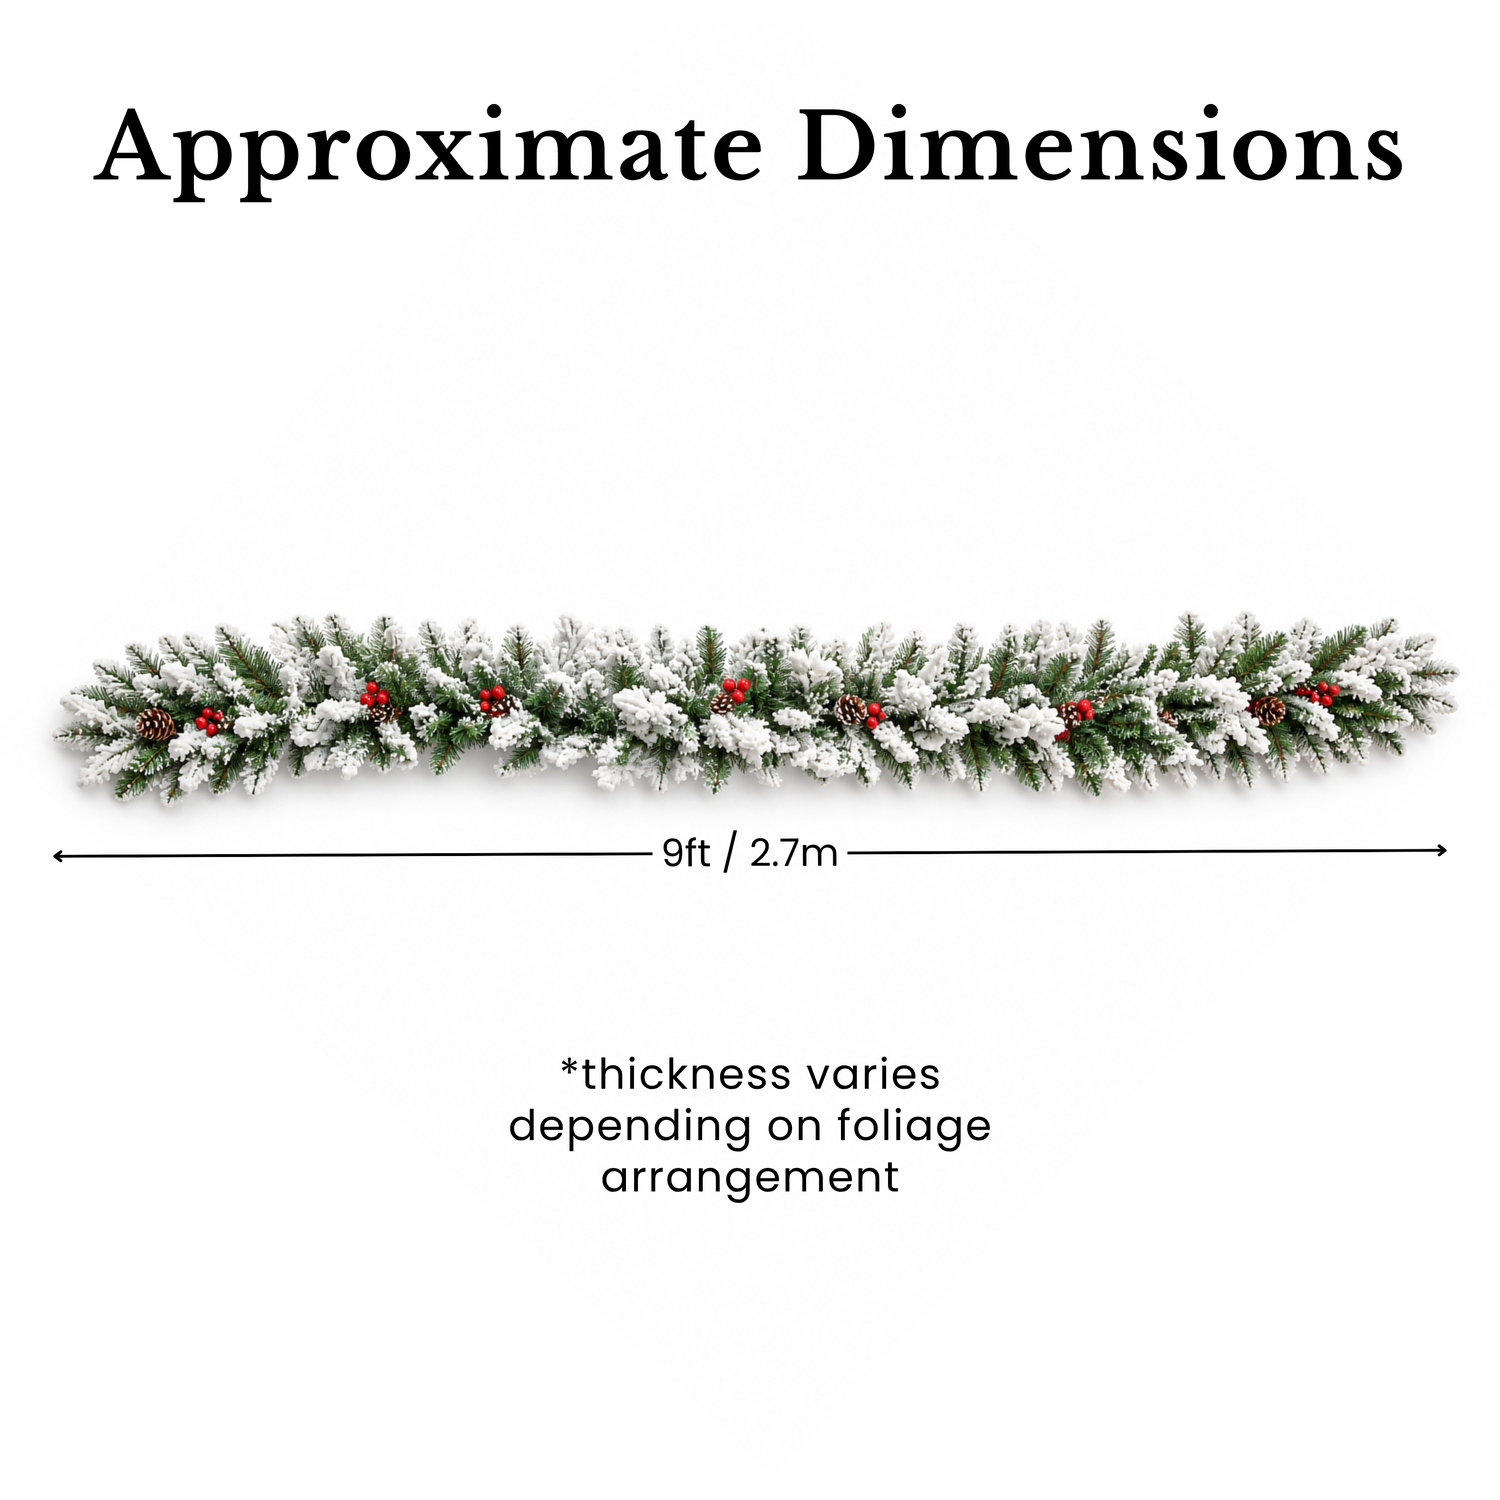 Approximate Dimensions
9ft / 2.7m
*thickness varies
depending on foliage
arrangement